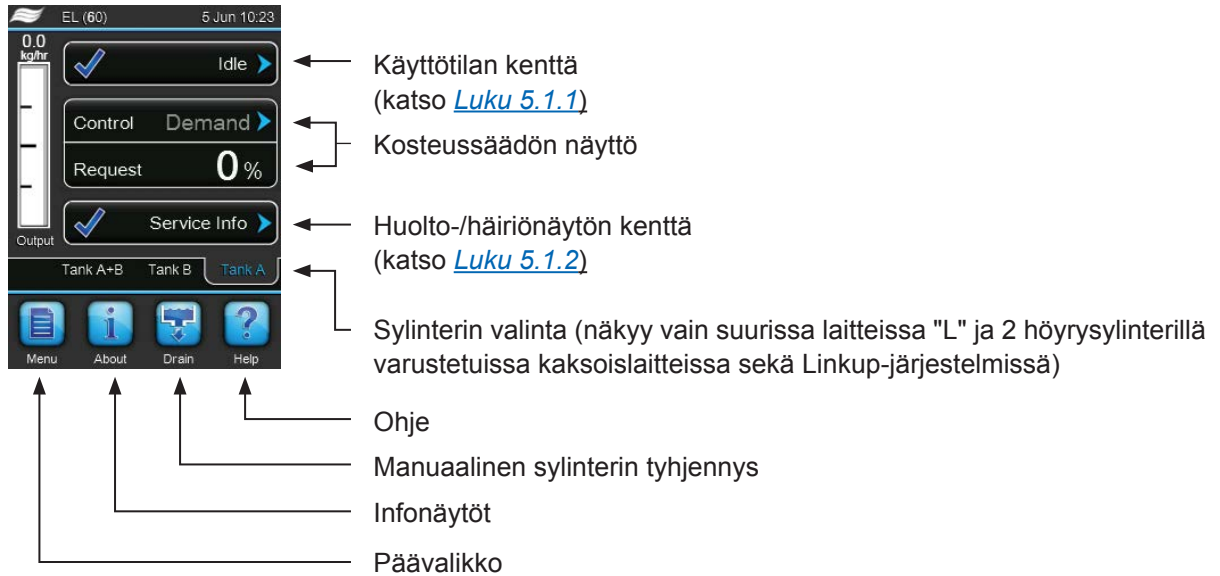 EL (60) 5 Jun 10:23
0.0
kg/hr
Idle
Control Demand
Request 0 %
Service Info
Output
Tank A+B Tank B Tank A
Menu About Drain Help
Käyttötilan kenttä
(katso Luku 5.1.1)
Kosteussäädön näyttö
Huolto-/häiriönäytön kenttä
(katso Luku 5.1.2)
Sylinterin valinta (näkyy vain suurissa laitteissa "L" ja 2 höyrysylinterillä
varustetuissa kaksoislaitteissa sekä Linkup-järjestelmissä)
Ohje
Manuaalinen sylinterin tyhjennys
Infonäytöt
Päävalikko